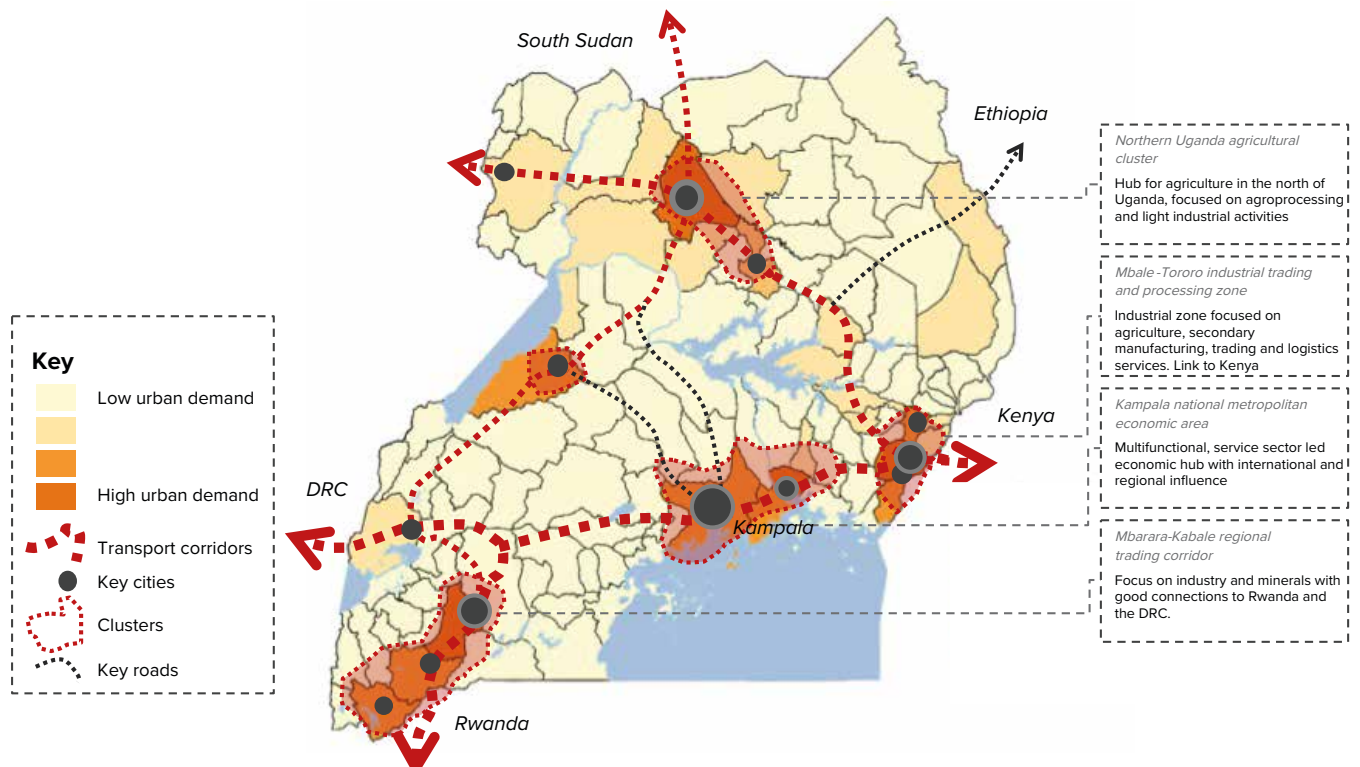 South Sudan
Ethiopia
Kenya
DRC
Kampala
Rwanda
Key
Low urban demand
High urban demand
Transport corridors
Key cities
Clusters
Key roads
Northern Uganda agricultural
cluster
Hub for agriculture in the north of
Uganda, focused on agroprocessing
and light industrial activities
Mbale-Tororo industrial trading
and processing zone
Industrial zone focused on
agriculture, secondary
manufacturing, trading and logistics
services. Link to Kenya
Kampala national metropolitan
economic area
Multifunctional, service sector led
economic hub with international and
regional influence
Mbarara-Kabale regional
trading corridor
Focus on industry and minerals with
good connections to Rwanda and
the DRC.